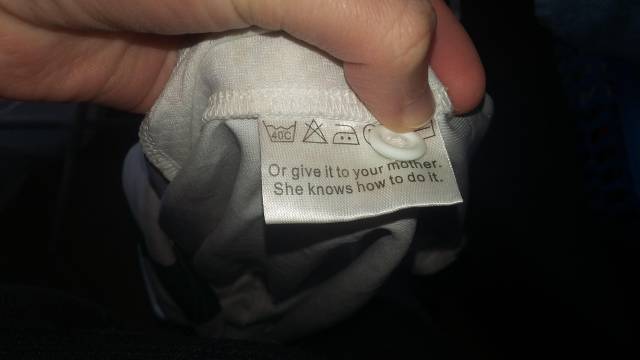 40C
Or give it to your mother.
She knows how to do it.